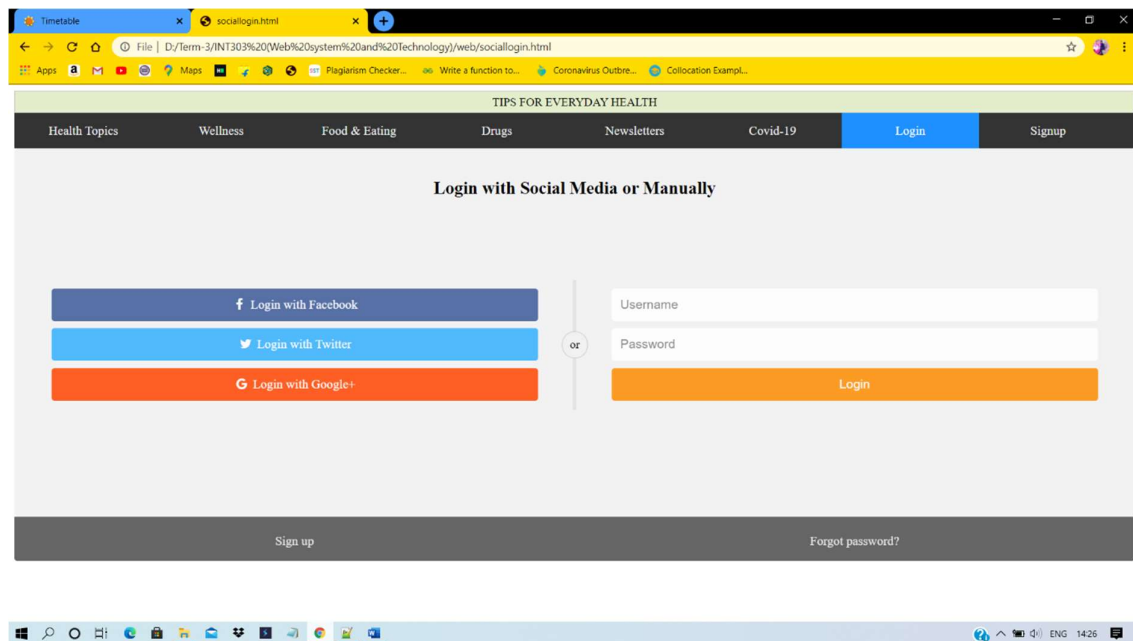 Timetable
sociallogin.html
File | D:/Term-3/INT303%20(Web%20system%20and%20Technology)/web/sociallogin.html
Apps
Maps
Plagiarism Checker...
Write a function to...
Coronavirus Outbre...
Collocation Exampl...
TIPS FOR EVERYDAY HEALTH
Health Topics Wellness Food & Eating Drugs Newsletters Covid-19 Login Signup
Login with Social Media or Manually
Login with Facebook
Login with Twitter
Login with Google+
or
Username
Password
Login
Sign up
Forgot password?
ENG 14:26